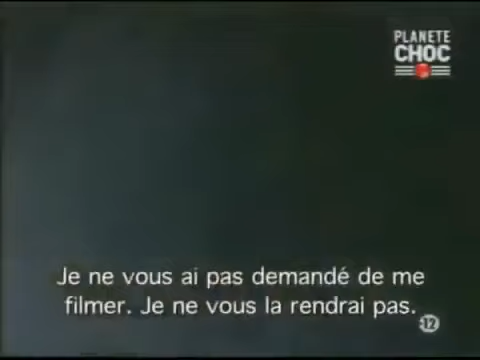 PLANETE
CHOC
Je ne vous ai pas demandé de me
filmer. Je ne vous la rendrai pas.
-12